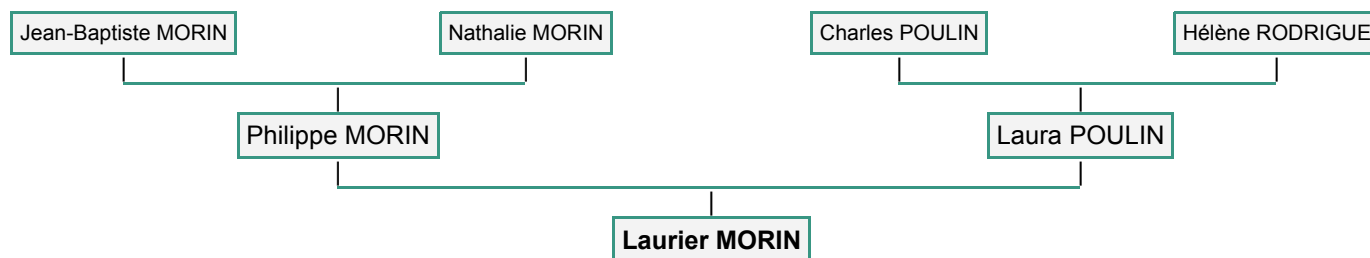 Jean-Baptiste MORIN
Nathalie MORIN
Charles POULIN
Hélène RODRIGUE
Philippe MORIN
Laura POULIN
Laurier MORIN